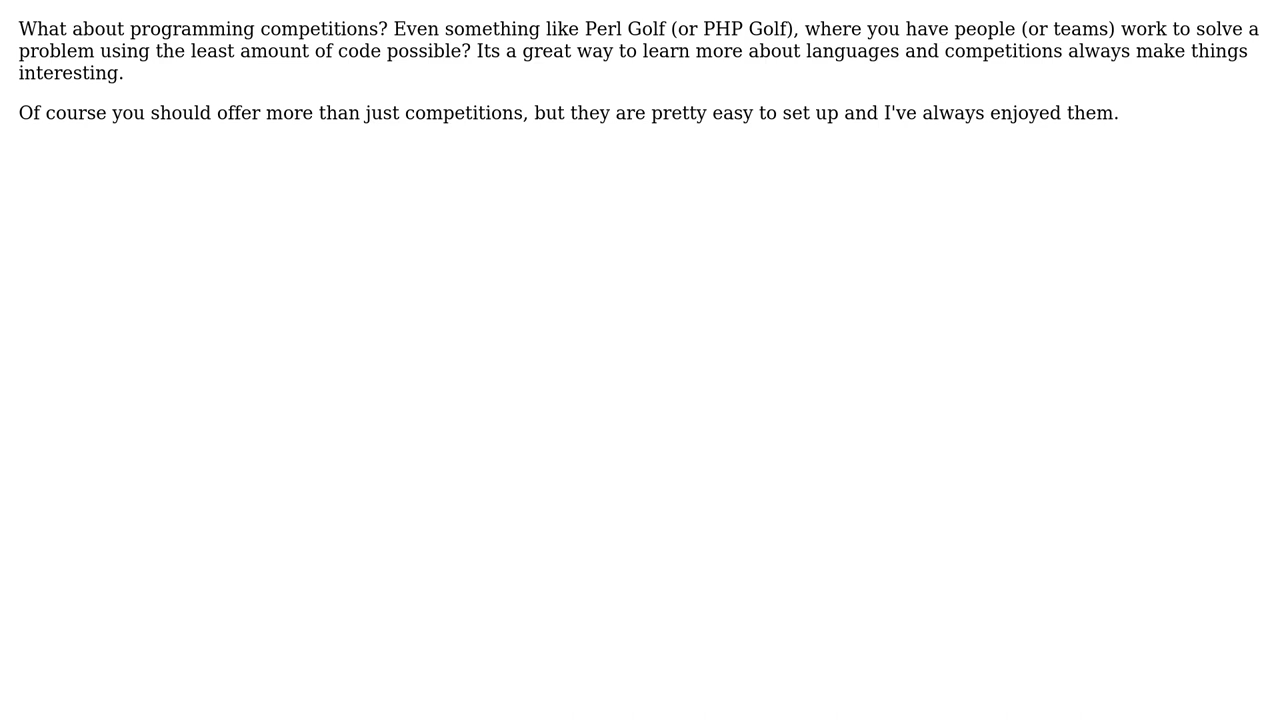 What about programming competitions? Even something like Perl Golf (or PHP Golf), where you have people (or teams) work to solve a
problem using the least amount of code possible? Its a great way to learn more about languages and competitions always make things
interesting.
Of course you should offer more than just competitions, but they are pretty easy to set up and I've always enjoyed them.